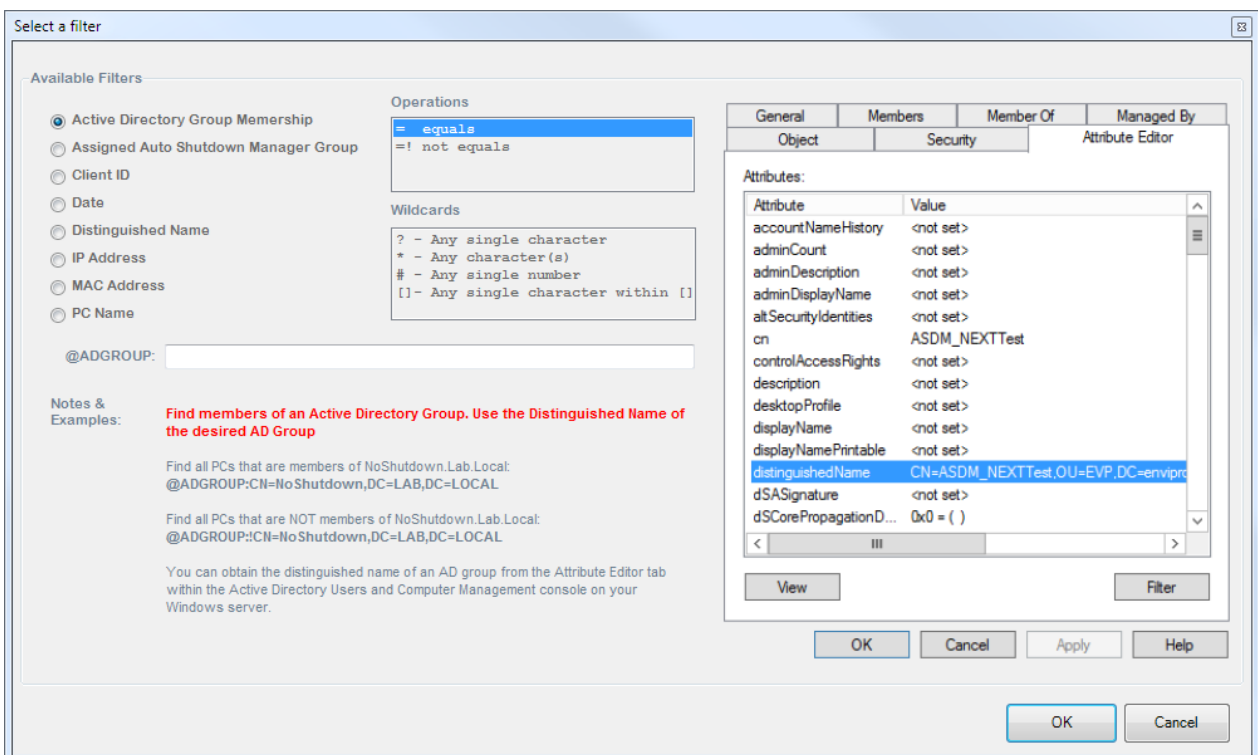 Select a filter
Available Filters
Active Directory Group Memership
Assigned Auto Shutdown Manager Group
Client ID
Date
Distinguished Name
IP Address
MAC Address
PC Name
Operations
=  equals
=! not equals
Wildcards
? - Any single character
* - Any character(s)
# - Any single number
[]- Any single character within []
@ADGROUP:
Notes &
Examples:
Find members of an Active Directory Group. Use the Distinguished Name of
the desired AD Group
Find all PCs that are members of NoShutdown.Lab.Local:
@ADGROUP:CN=NoShutdown,DC=LAB,DC=LOCAL
Find all PCs that are NOT members of NoShutdown.Lab.Local:
@ADGROUP:!CN=NoShutdown,DC=LAB,DC=LOCAL
You can obtain the distinguished name of an AD group from the Attribute Editor tab
within the Active Directory Users and Computer Management console on your
Windows server.
General Members Member Of Managed By
Object Security Attribute Editor
Attributes:
Attribute Value
accountNameHistory <not set>
adminCount <not set>
adminDescription <not set>
adminDisplayName <not set>
altSecurityIdentities <not set>
cn ASDM_NEXTTest
controlAccessRights <not set>
description <not set>
desktopProfile <not set>
displayName <not set>
displayNamePrintable <not set>
distinguishedName CN=ASDM_NEXTTest,OU=EVP,DC=enviprc
dSASignature <not set>
dSCorePropagationD... 0x0 = ( )
View Filter
OK Cancel Apply Help
OK Cancel